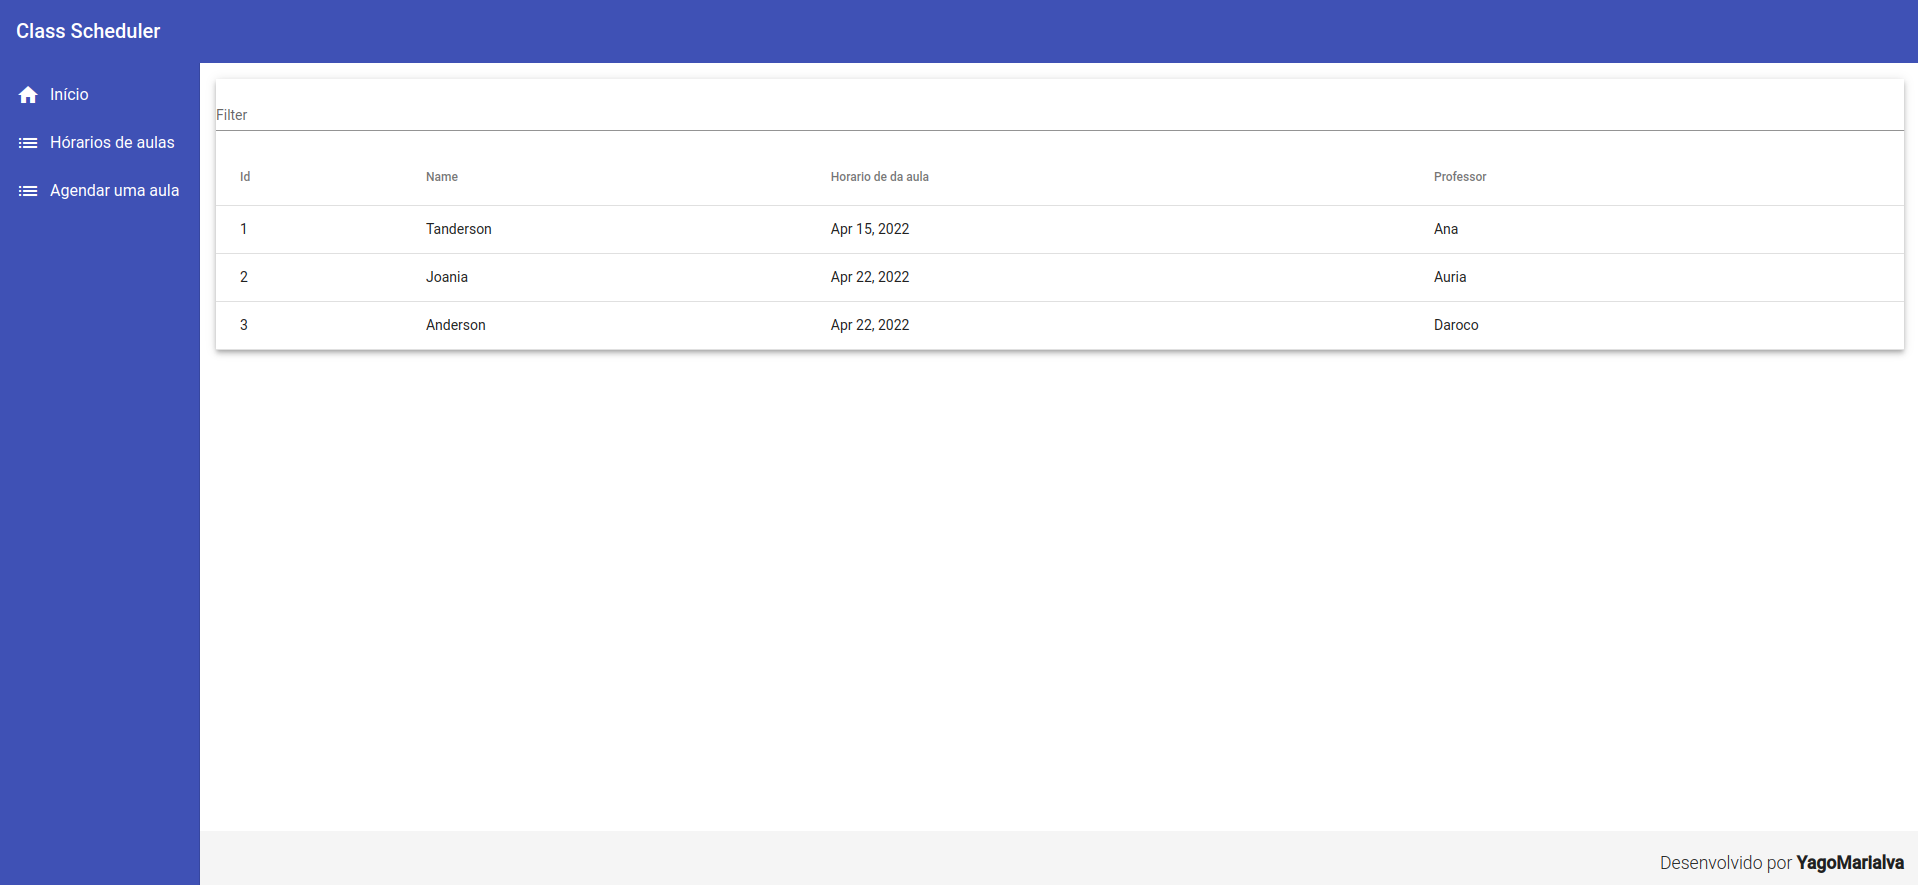 Class Scheduler
Início
Hórarios de aulas
Agendar uma aula
Filter
Id Name Horario de da aula Professor
1 Tanderson Apr 15, 2022 Ana
2 Joania Apr 22, 2022 Auria
3 Anderson Apr 22, 2022 Daroco
Desenvolvido por YagoMarialva